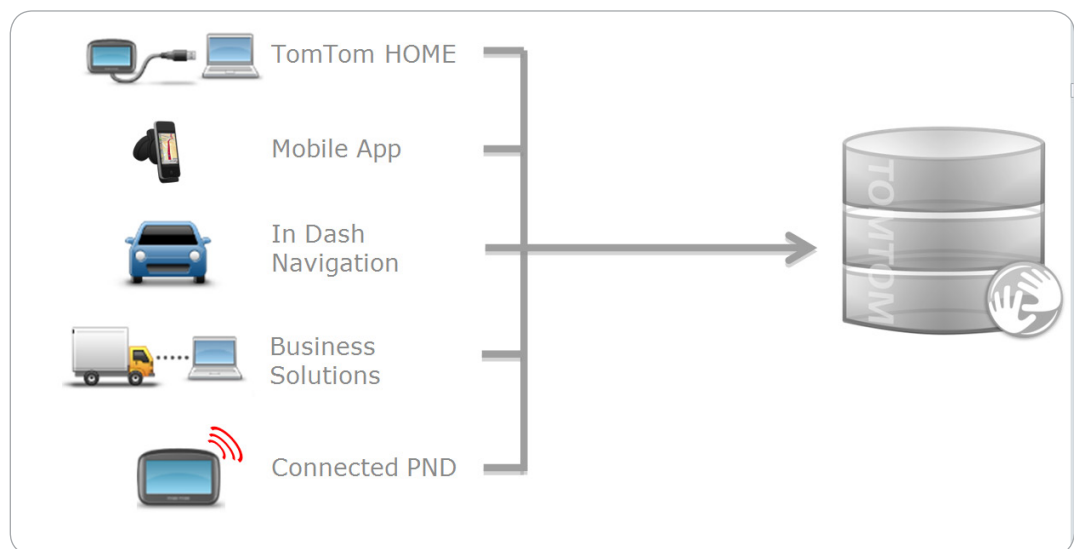 TomTom HOME
Mobile App
In Dash
Navigation
Business
Solutions
Connected PND
TOMTOM